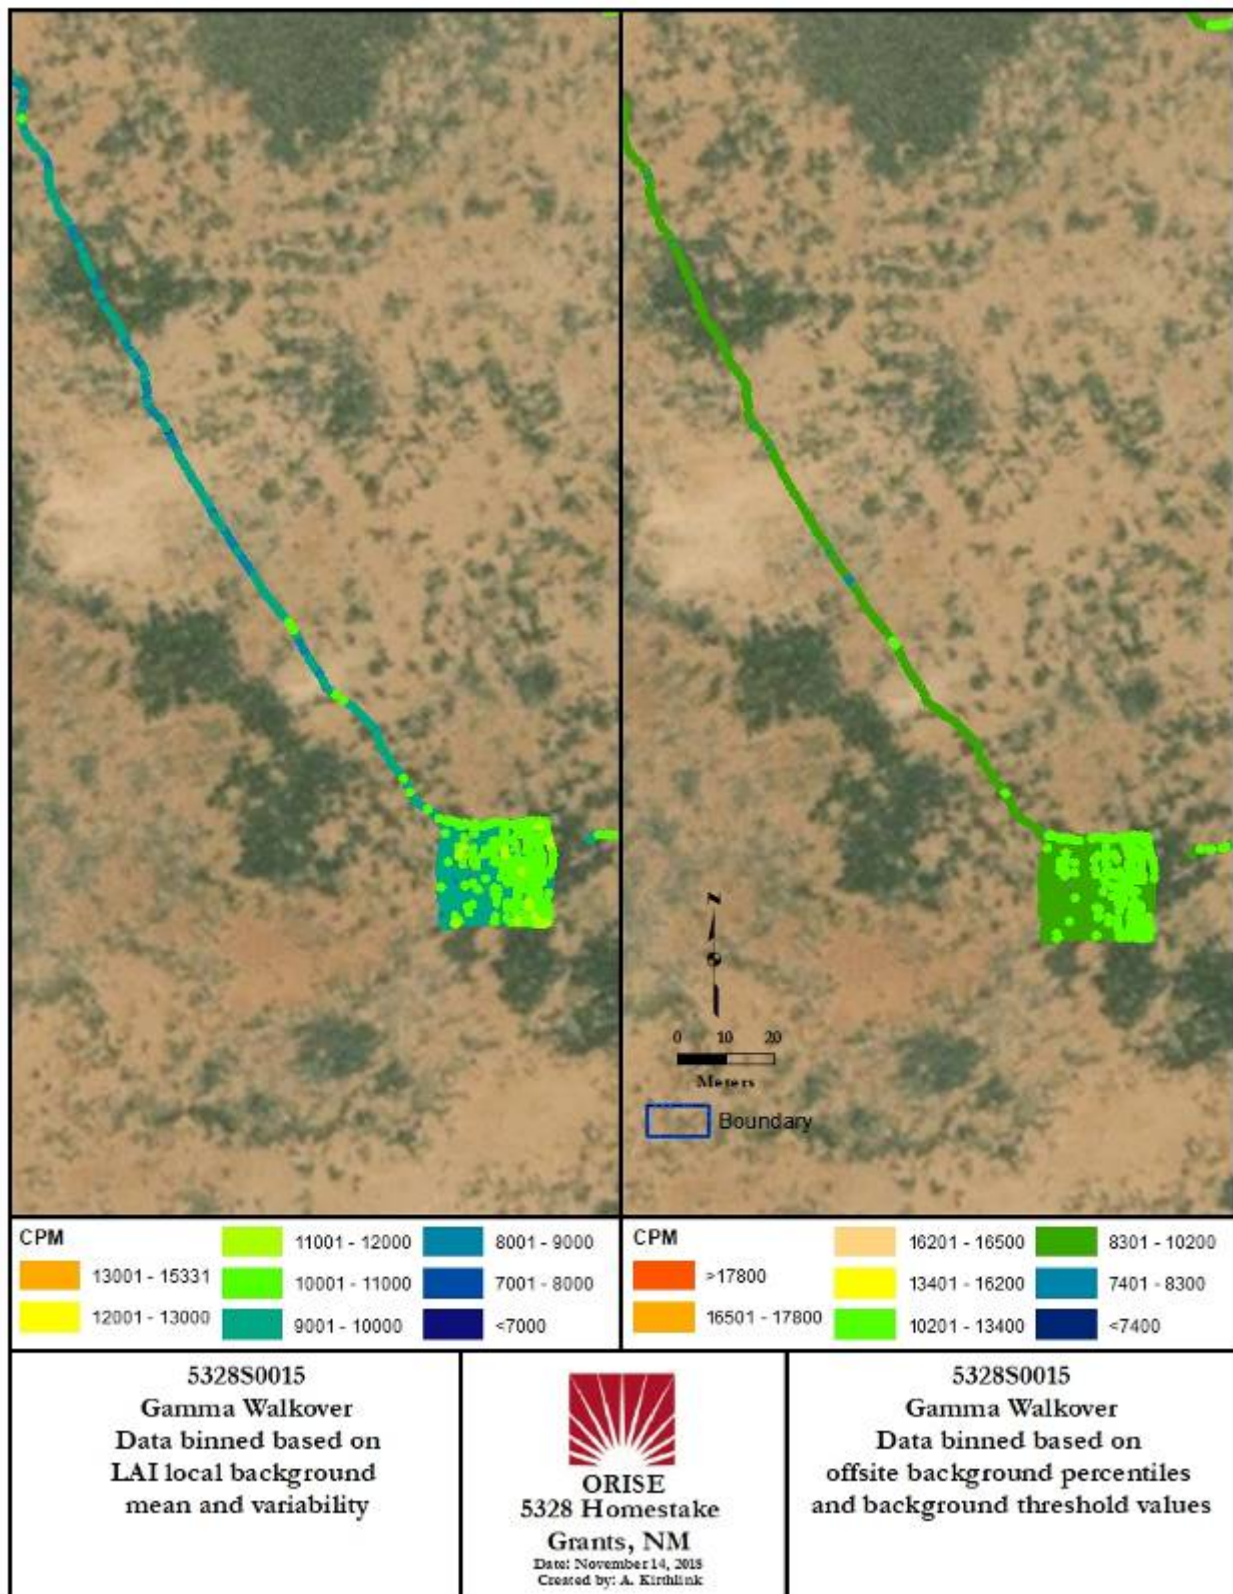 N
0 10 20
Meters
Boundary
CPM
13001 - 15331
12001 - 13000
11001 - 12000
10001 - 11000
9001 - 10000
8001 - 9000
7001 - 8000
<7000
CPM
>17800
16501 - 17800
16201 - 16500
13401 - 16200
10201 - 13400
8301 - 10200
7401 - 8300
<7400
5328S0015
Gamma Walkover
Data binned based on
LAI local background
mean and variability
ORISE
5328 Homestake
Grants, NM
Date: November 14, 2018
Created by: A. Kirthlink
5328S0015
Gamma Walkover
Data binned based on
offsite background percentiles
and background threshold values